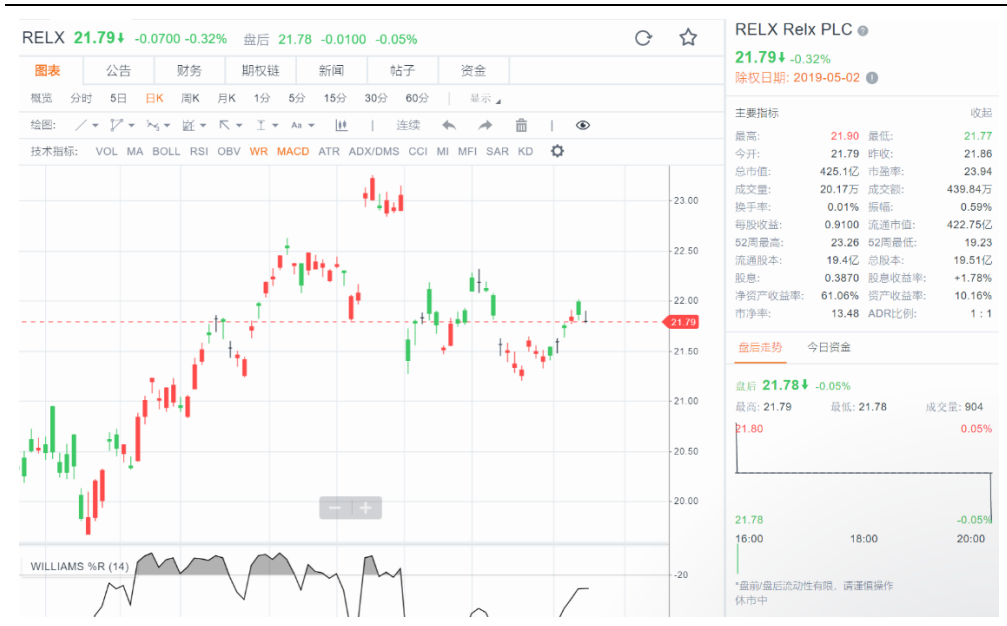 RELX 21.79⬇ -0.0700 -0.32% 盘后 21.78 -0.0100 -0.05%
图表 公告 财务 期权链 新闻 帖子 资金
概览 分时 5日 日K 周K 月K 1分 5分 15分 30分 60分 显示
绘图: Aa 连续
技术指标: VOL MA BOLL RSI OBV WR MACD ATR ADX/DMS CCI MI MFI SAR KD
23.00
22.50
22.00
21.79
21.50
21.00
20.50
20.00
WILLIAMS %R (14)
-20
RELX Relx PLC
21.79⬇ -0.32%
除权日期: 2019-05-02
主要指标 收起
最高: 21.90 最低: 21.77
今开: 21.79 昨收: 21.86
总市值: 425.1亿 市盈率: 23.94
成交量: 20.17万 成交额: 439.84万
换手率: 0.01% 振幅: 0.59%
每股收益: 0.9100 流通市值: 422.75亿
52周最高: 23.26 52周最低: 19.23
流通股本: 19.4亿 总股本: 19.51亿
股息: 0.3870 股息收益率: +1.78%
净资产收益率: 61.06% 资产收益率: 10.16%
市净率: 13.48 ADR比例: 1 : 1
盘后走势 今日资金
盘后 21.78⬇ -0.05%
最高: 21.79 最低: 21.78 成交量: 904
21.80 0.05%
21.78 -0.05%
16:00 18:00 20:00
*盘前/盘后流动性有限，请谨慎操作
休市中